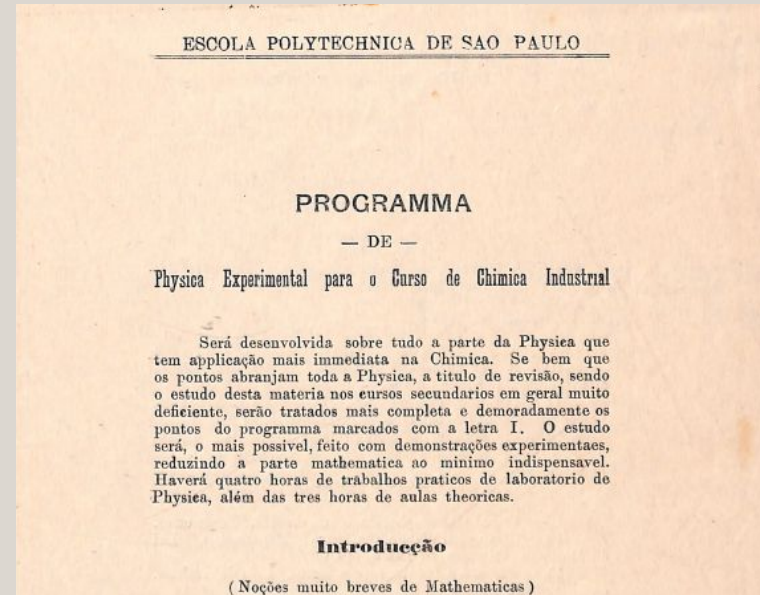 ESCOLA POLYTECHNICA DE SAO PAULO
PROGRAMMA
— DE —
Physica Experimental para o Curso de Chimica Industrial
Será desenvolvida sobre tudo a parte da Physica que
tem applicação mais immediata na Chimica. Se bem que
os pontos abranjam toda a Physica, a titulo de revisão, sendo
o estudo desta materia nos cursos secundarios em geral muito
deficiente, serão tratados mais completa e demoradamente os
pontos do programma marcados com a letra I. O estudo
será, o mais possivel, feito com demonstrações experimentaes,
reduzindo a parte mathematica ao minimo indispensavel.
Haverá quatro horas de trabalhos praticos de laboratorio de
Physica, além das tres horas de aulas theoricas.
Introducção
( Noções muito breves de Mathematicas )